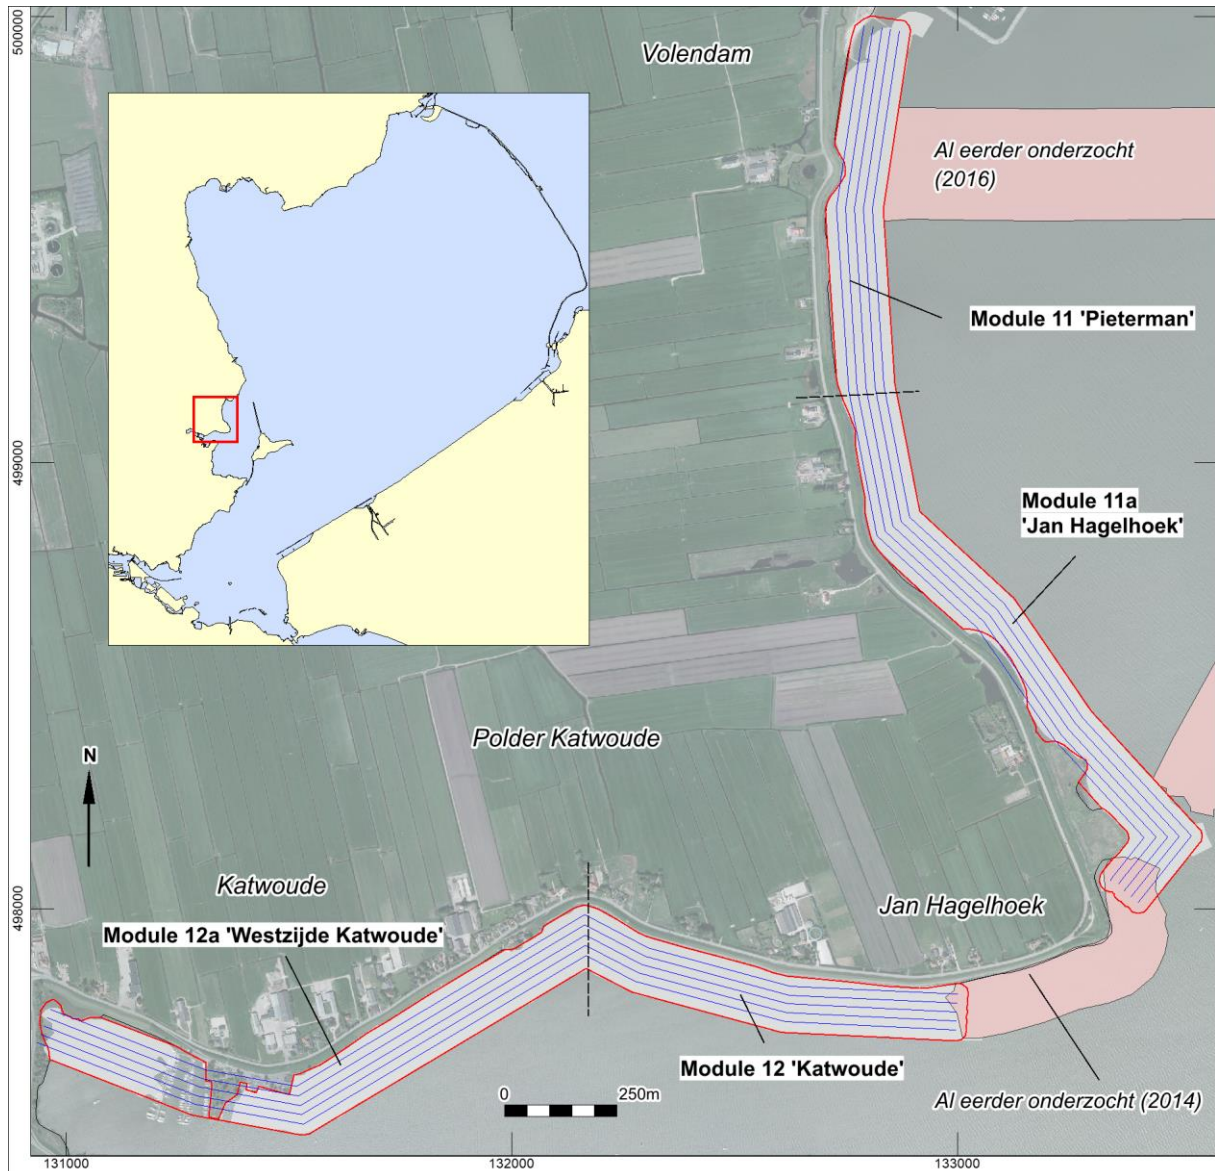 500000
Volendam
Al eerder onderzocht
(2016)
Module 11 'Pieterman'
499000
Module 11a
'Jan Hagelhoek'
Polder Katwoude
N
Katwoude
Jan Hagelhoek
498000
Module 12a 'Westzijde Katwoude'
Module 12 'Katwoude'
0 250m
Al eerder onderzocht (2014)
131000 132000 133000